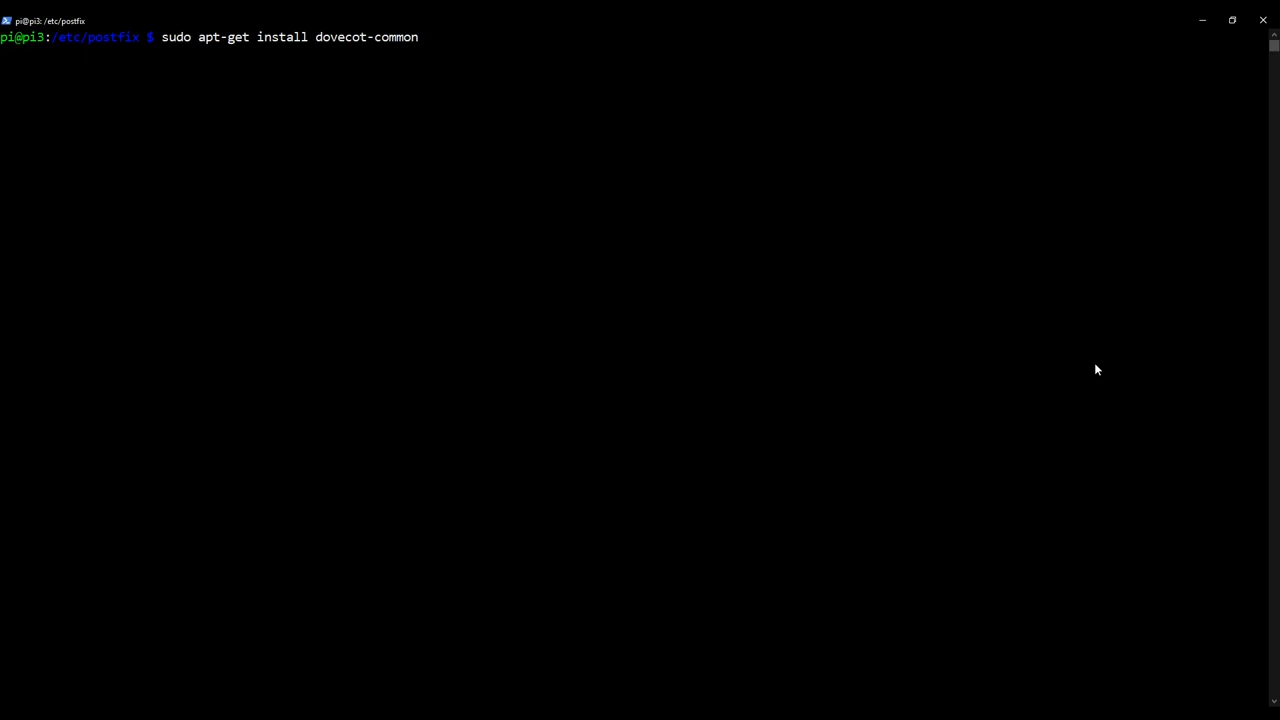 pi@pi3: /etc/postfix
pi@pi3:/etc/postfix $ sudo apt-get install dovecot-common